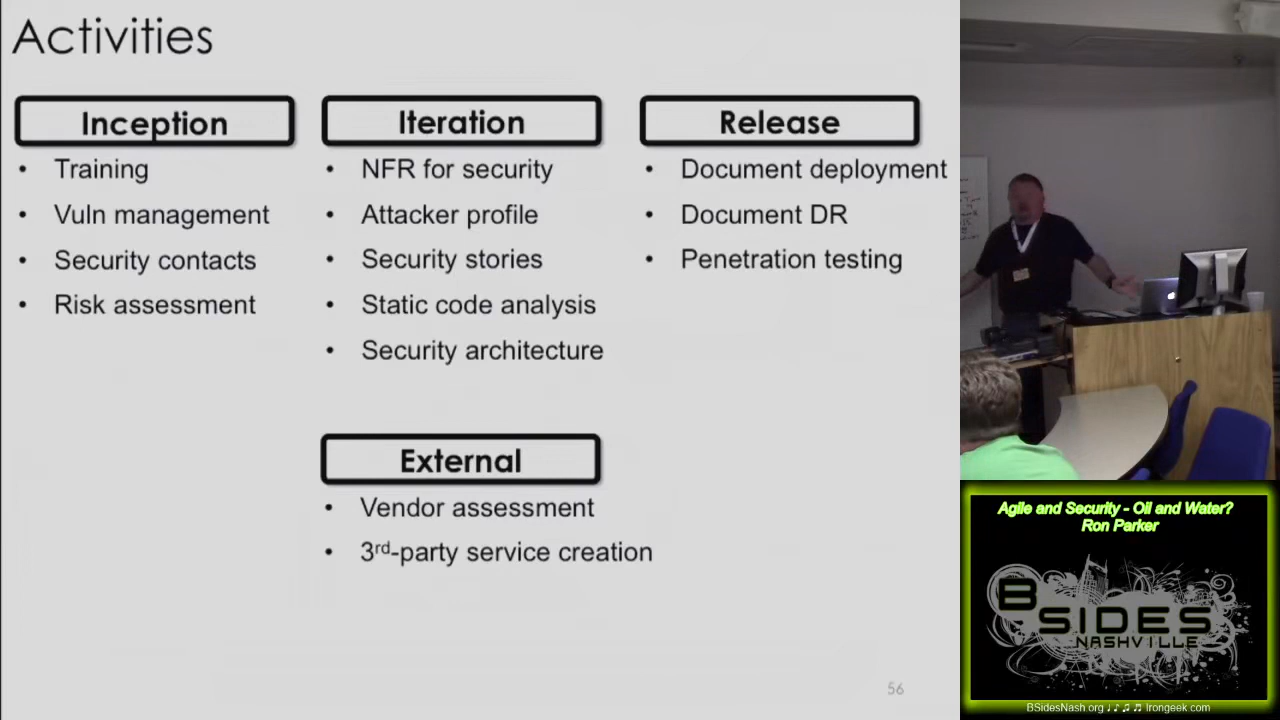 Activities
Inception
• Training
• Vuln management
• Security contacts
• Risk assessment
Iteration
• NFR for security
• Attacker profile
• Security stories
• Static code analysis
• Security architecture
Release
• Document deployment
• Document DR
• Penetration testing
External
• Vendor assessment
• 3rd-party service creation
56
Agile and Security - Oil and Water?
Ron Parker
BSIDES
NASHVILLE
BSidesNash.org ♩♪♫♬ Irongeek.com